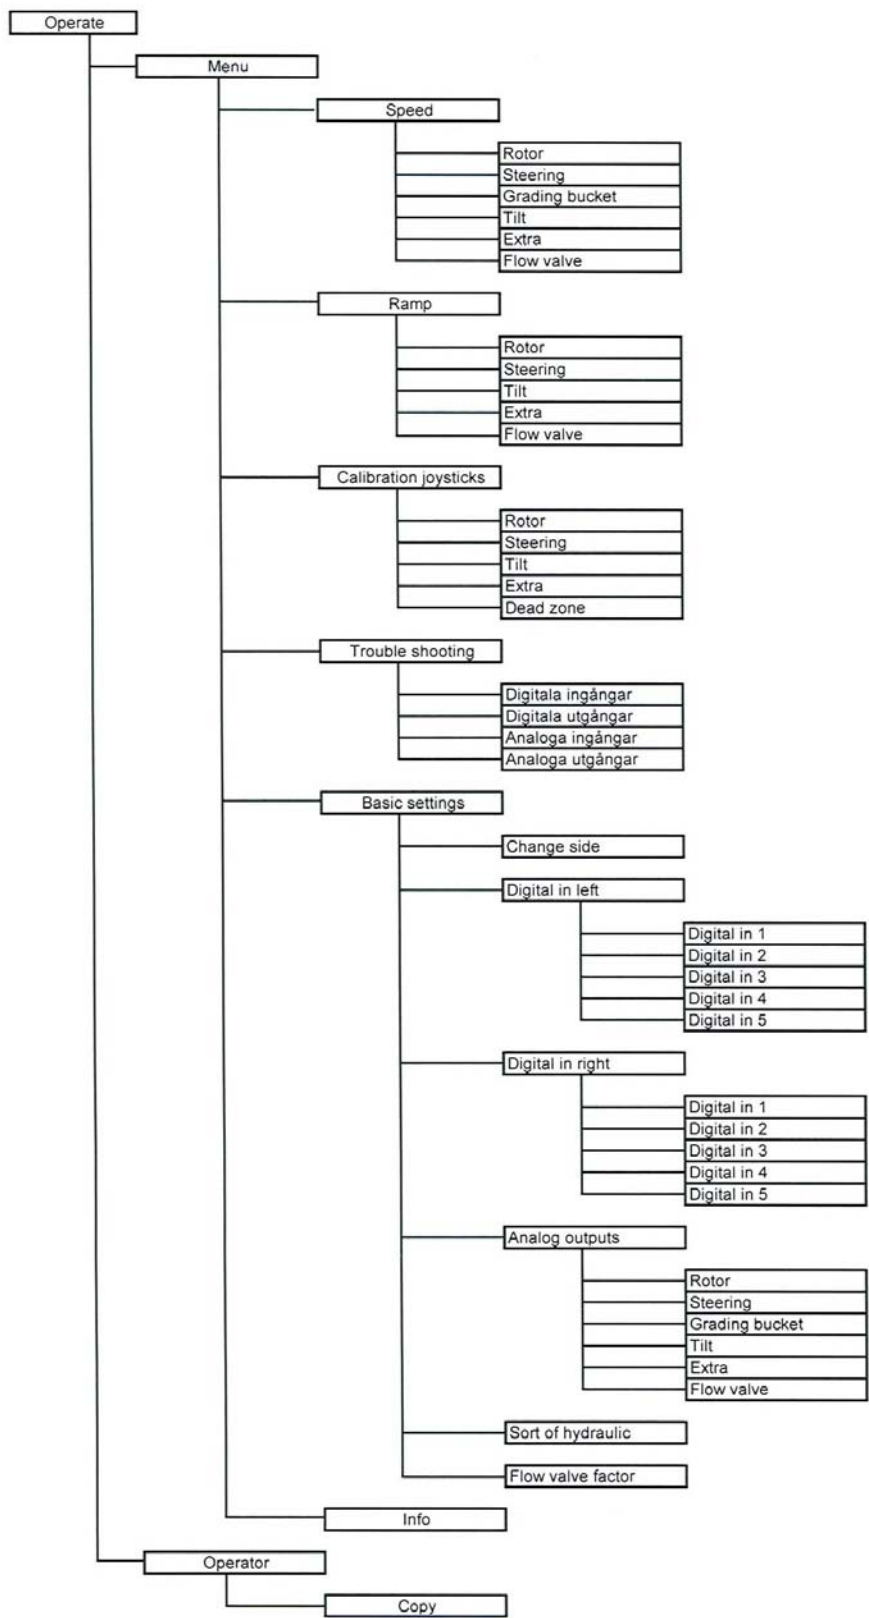 Operate
Menu
Speed
Rotor
Steering
Grading bucket
Tilt
Extra
Flow valve
Ramp
Rotor
Steering
Tilt
Extra
Flow valve
Calibration joysticks
Rotor
Steering
Tilt
Extra
Dead zone
Trouble shooting
Digitala ingångar
Digitala utgångar
Analoga ingångar
Analoga utgångar
Basic settings
Change side
Digital in left
Digital in 1
Digital in 2
Digital in 3
Digital in 4
Digital in 5
Digital in right
Digital in 1
Digital in 2
Digital in 3
Digital in 4
Digital in 5
Analog outputs
Rotor
Steering
Grading bucket
Tilt
Extra
Flow valve
Sort of hydraulic
Flow valve factor
Info
Operator
Copy